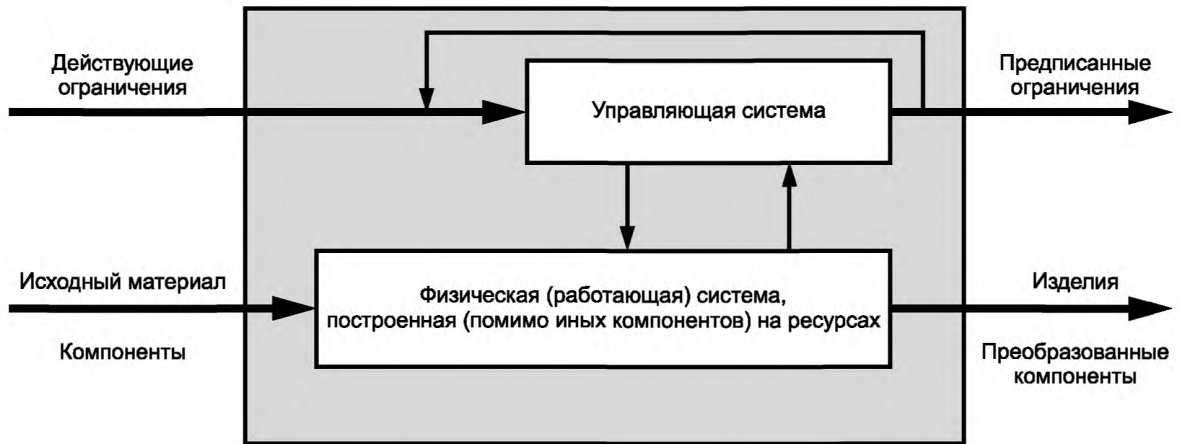 Действующие
ограничения
Управляющая система
Предписанные
ограничения
Исходный материал
Компоненты
Физическая (работающая) система,
построенная (помимо иных компонентов) на ресурсах
Изделия
Преобразованные
компоненты